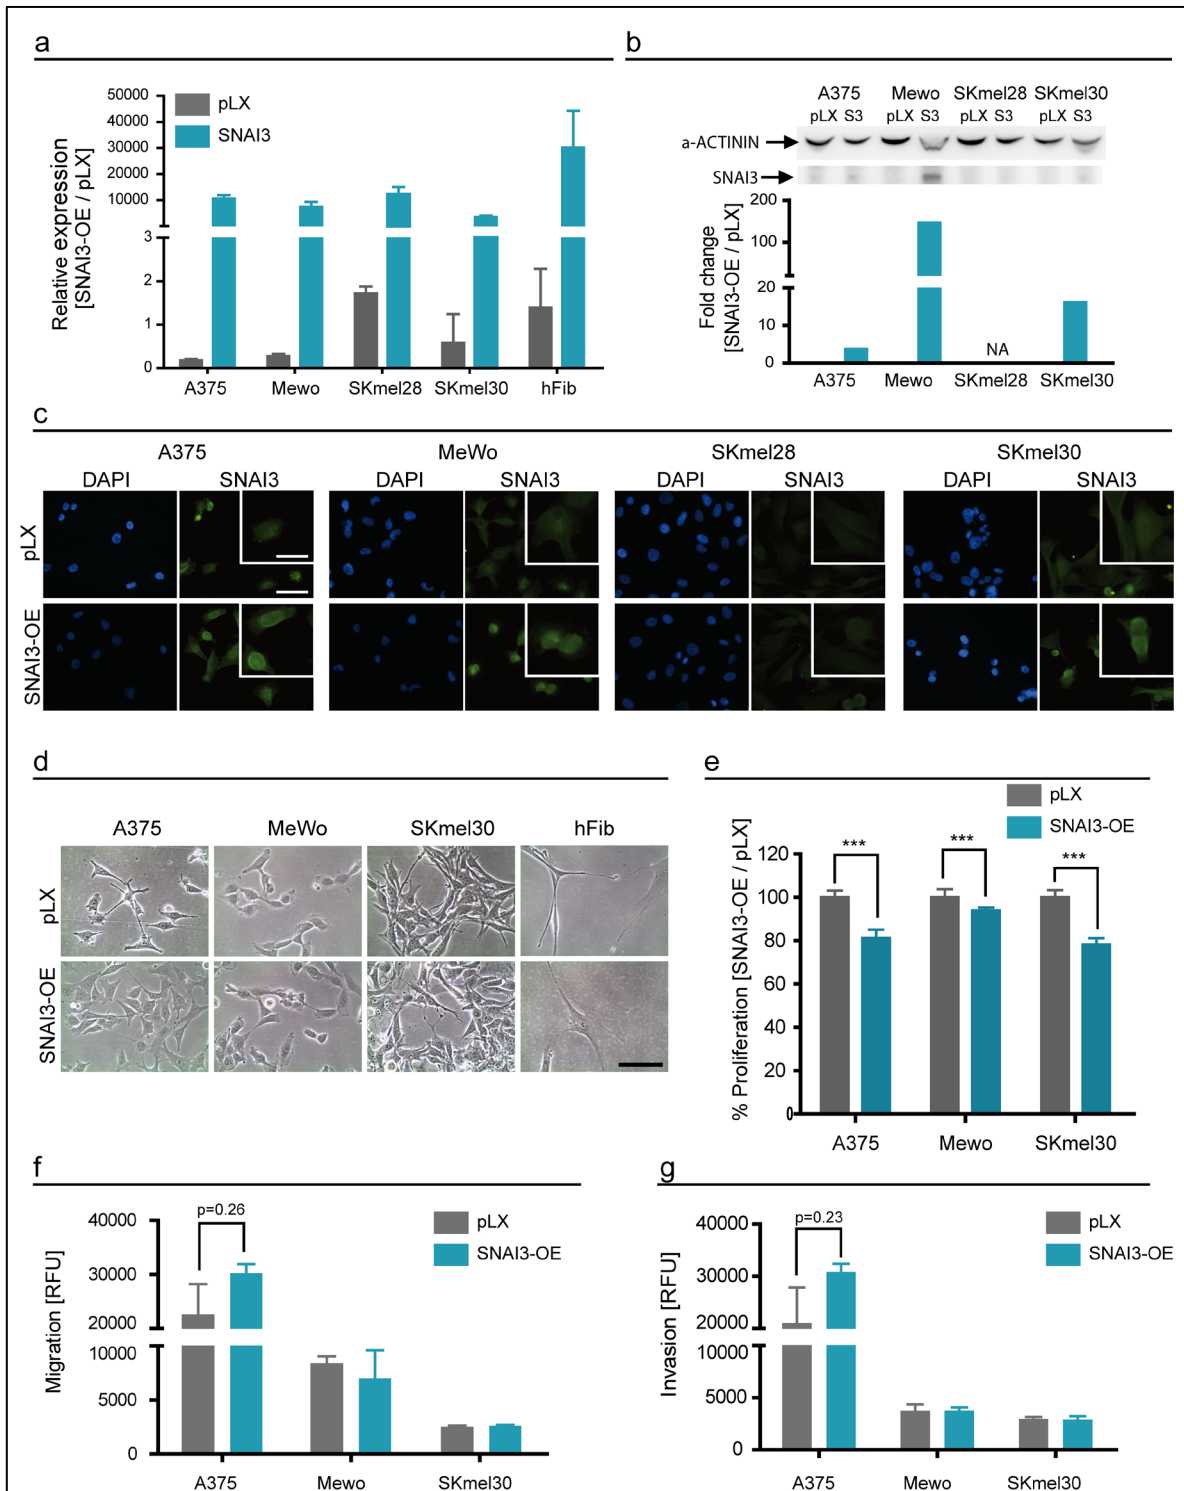 a
50000
40000
30000
20000
10000
3
2
1
0
Relative expression
[SNAI3-OE / pLX]
pLX
SNAI3
A375 Mewo SKmel28 SKmel30 hFib
b
A375 Mewo SKmel28 SKmel30
pLX S3 pLX S3 pLX S3 pLX S3
a-ACTININ
SNAI3
200
100
20
10
0
Fold change
[SNAI3-OE / pLX]
NA
A375 Mewo SKmel28 SKmel30
c
A375 MeWo SKmel28 SKmel30
DAPI SNAI3 DAPI SNAI3 DAPI SNAI3 DAPI SNAI3
pLX
SNAI3-OE
d
A375 MeWo SKmel30 hFib
pLX
SNAI3-OE
e
pLX
SNAI3-OE
120
100
80
60
40
20
0
% Proliferation [SNAI3-OE / pLX]
*** *** ***
A375 Mewo SKmel30
f
p=0.26
pLX
SNAI3-OE
40000
30000
20000
10000
5000
0
Migration [RFU]
A375 Mewo SKmel30
g
p=0.23
pLX
SNAI3-OE
40000
30000
20000
10000
5000
0
Invasion [RFU]
A375 Mewo SKmel30